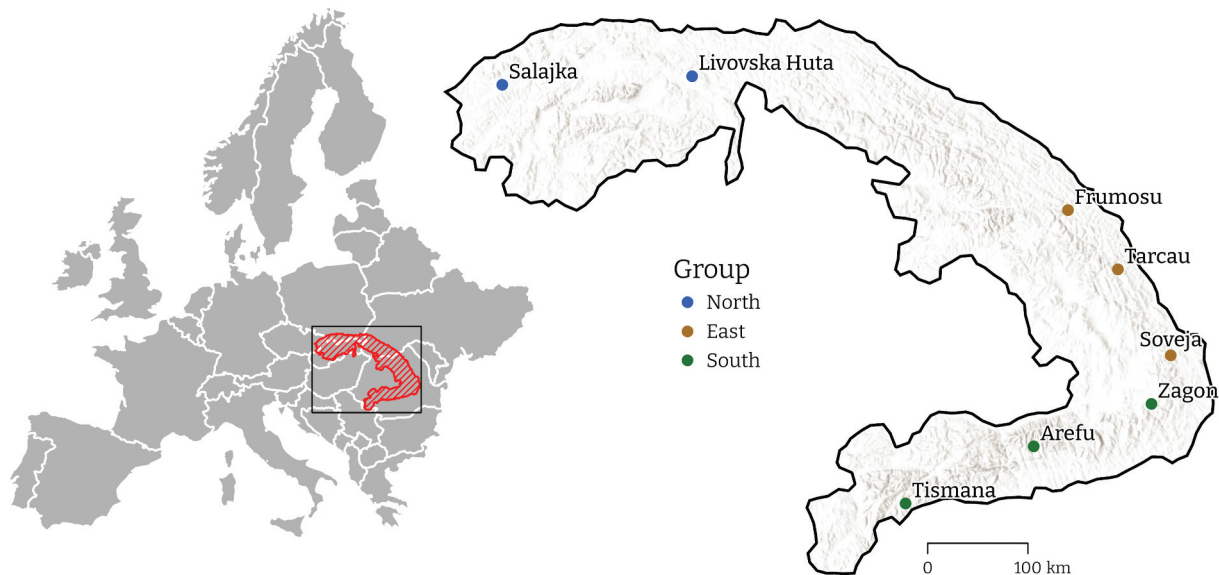 Salajka
Livovska Huta
Frumosu
Tarcau
Soveja
Zagon
Arefu
Tismana
Group
North
East
South
0 100 km